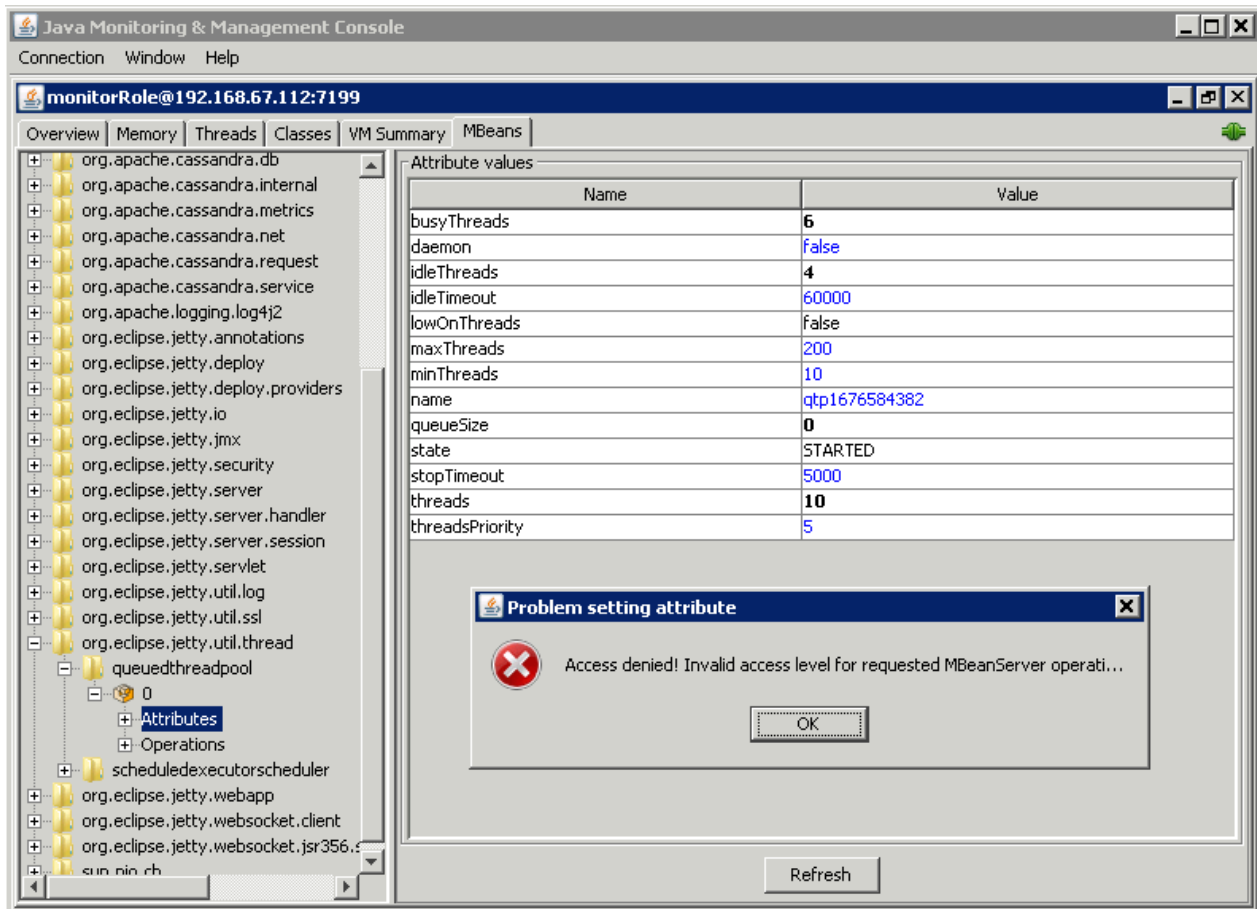 Java Monitoring & Management Console
Connection Window Help
monitorRole@192.168.67.112:7199
Overview Memory Threads Classes VM Summary MBeans
org.apache.cassandra.db
org.apache.cassandra.internal
org.apache.cassandra.metrics
org.apache.cassandra.net
org.apache.cassandra.request
org.apache.cassandra.service
org.apache.logging.log4j2
org.eclipse.jetty.annotations
org.eclipse.jetty.deploy
org.eclipse.jetty.deploy.providers
org.eclipse.jetty.io
org.eclipse.jetty.jmx
org.eclipse.jetty.security
org.eclipse.jetty.server
org.eclipse.jetty.server.handler
org.eclipse.jetty.server.session
org.eclipse.jetty.servlet
org.eclipse.jetty.util.log
org.eclipse.jetty.util.ssl
org.eclipse.jetty.util.thread
queuedthreadpool
0
Attributes
Operations
scheduledexecutorscheduler
org.eclipse.jetty.webapp
org.eclipse.jetty.websocket.client
org.eclipse.jetty.websocket.jsr356.s
Attribute values
Name Value
busyThreads 6
daemon false
idleThreads 4
idleTimeout 60000
lowOnThreads false
maxThreads 200
minThreads 10
name qtp1676584382
queueSize 0
state STARTED
stopTimeout 5000
threads 10
threadsPriority 5
Problem setting attribute
Access denied! Invalid access level for requested MBeanServer operati...
OK
Refresh